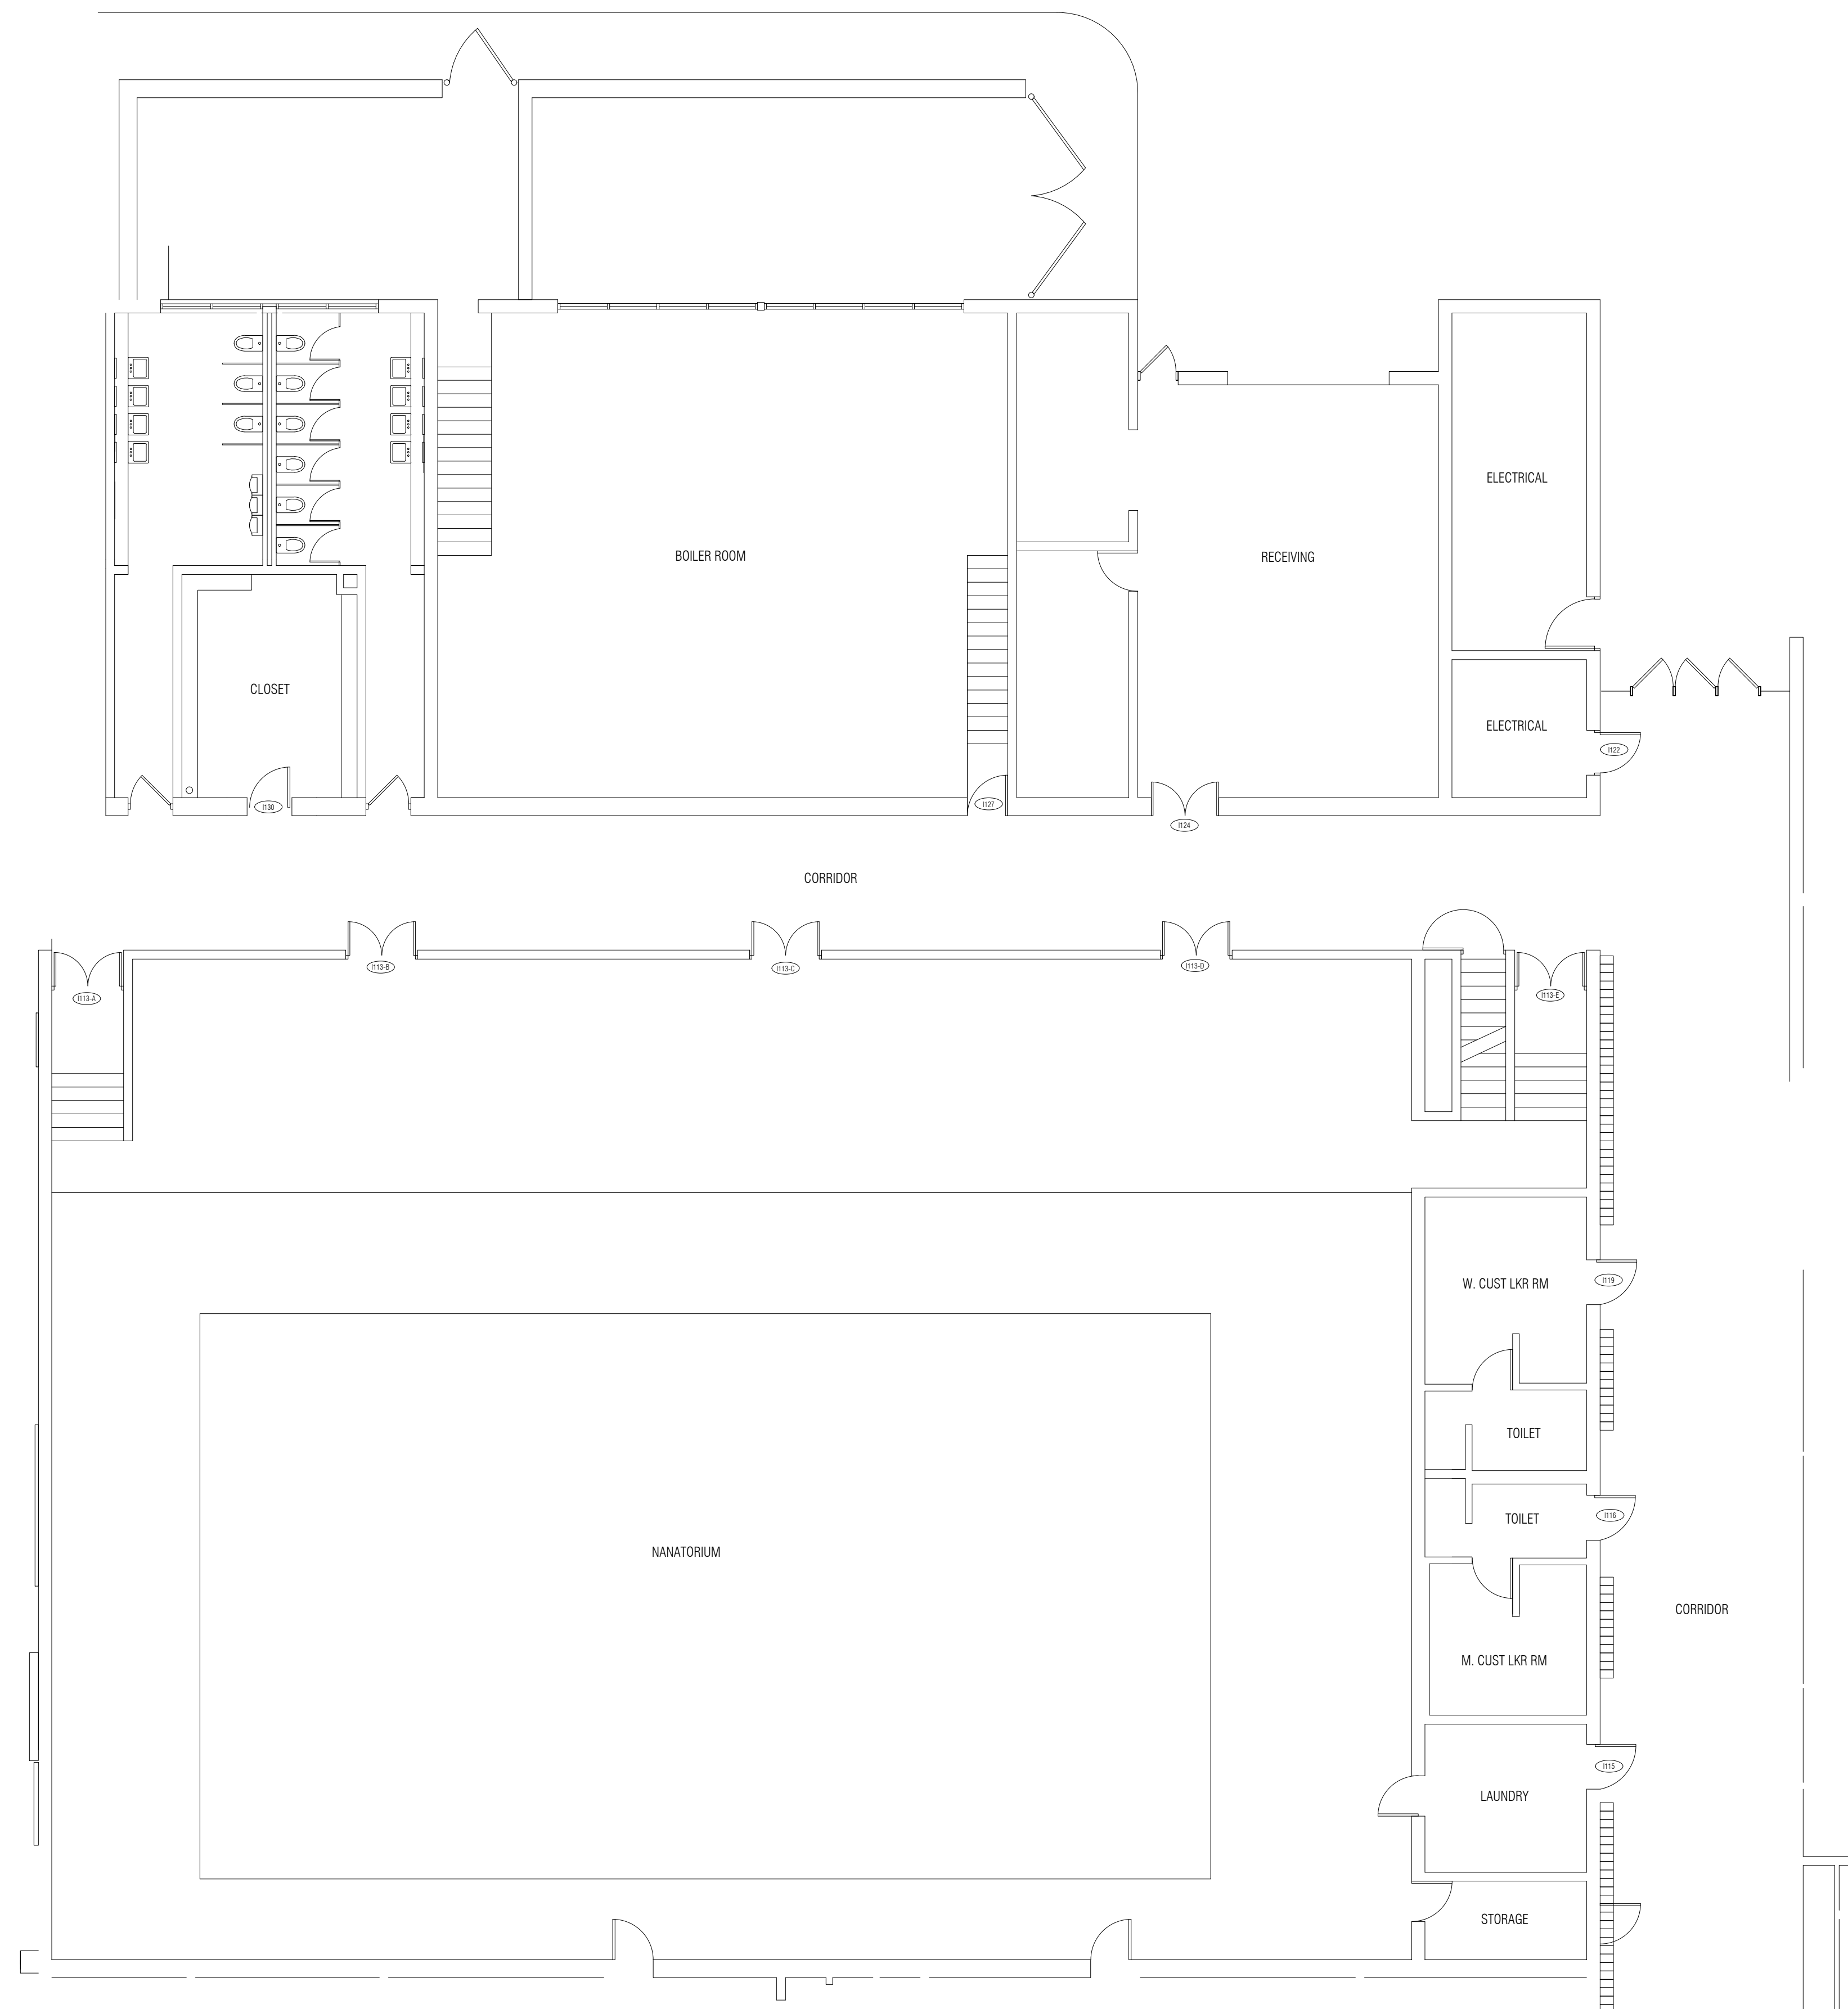 ELECTRICAL
BOILER ROOM
RECEIVING
CLOSET
ELECTRICAL
I122
I130
I127
I124
CORRIDOR
I113-A
I113-B
I113-C
I113-D
I113-E
W. CUST LKR RM
I119
TOILET
TOILET
I116
NANATORIUM
CORRIDOR
M. CUST LKR RM
I115
LAUNDRY
STORAGE